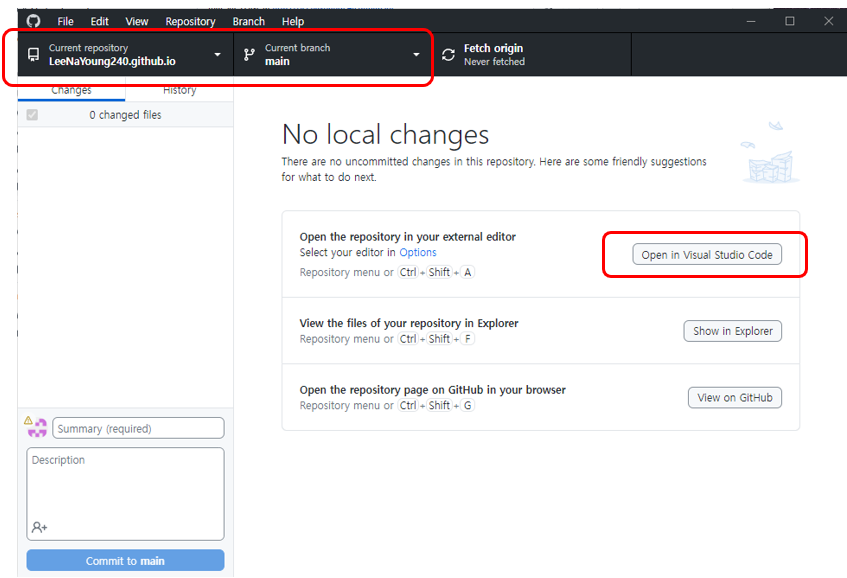 File Edit View Repository Branch Help
Current repository
LeeNaYoung240.github.io
Current branch
main
Fetch origin
Never fetched
Changes
History
0 changed files
No local changes
There are no uncommitted changes in this repository. Here are some friendly suggestions
for what to do next.
Open the repository in your external editor
Select your editor in Options
Repository menu or Ctrl + Shift + A
Open in Visual Studio Code
View the files of your repository in Explorer
Repository menu or Ctrl + Shift + F
Show in Explorer
Open the repository page on GitHub in your browser
Repository menu or Ctrl + Shift + G
View on GitHub
Summary (required)
Description
Commit to main